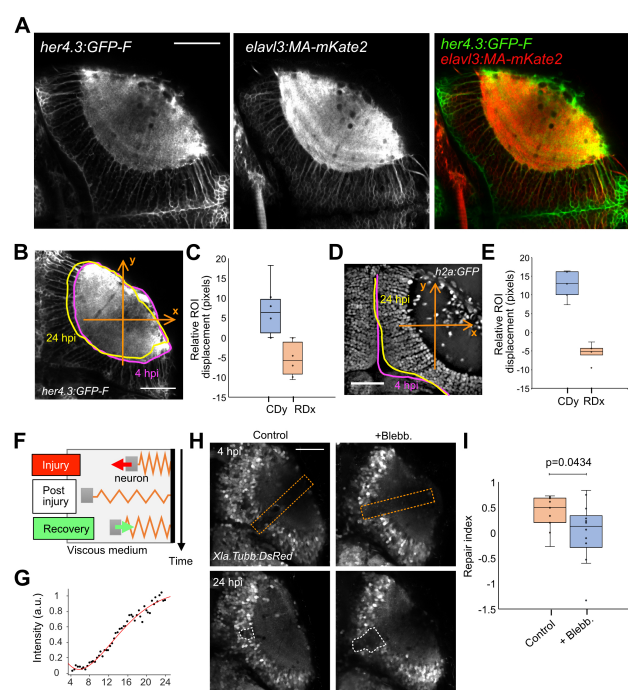 A
her4.3:GFP-F
elavl3:MA-mKate2
her4.3:GFP-F
elavl3:MA-mKate2
B
y
x
24 hpi
4 hpi
her4.3:GFP-F
C
Relative ROI
displacement (pixels)
20
15
10
5
0
-5
-10
-15
CDy RDx
D
h2a:GFP
y
x
24 hpi
4 hpi
E
Relative ROI
displacement (pixels)
20
15
10
5
0
-5
-10
-15
CDy RDx
F
Injury
neuron
Post
injury
Recovery
Viscous medium
Time
G
Intensity (a.u.)
1
0.8
0.6
0.4
0.2
0
4 8 12 16 20 24
H
Control
+Blebb.
4 hpi
Xla.Tubb:DsRed
24 hpi
I
p=0.0434
Repair index
1
0.5
0
0.5
-1
-1.5
Control
+ Blebb.